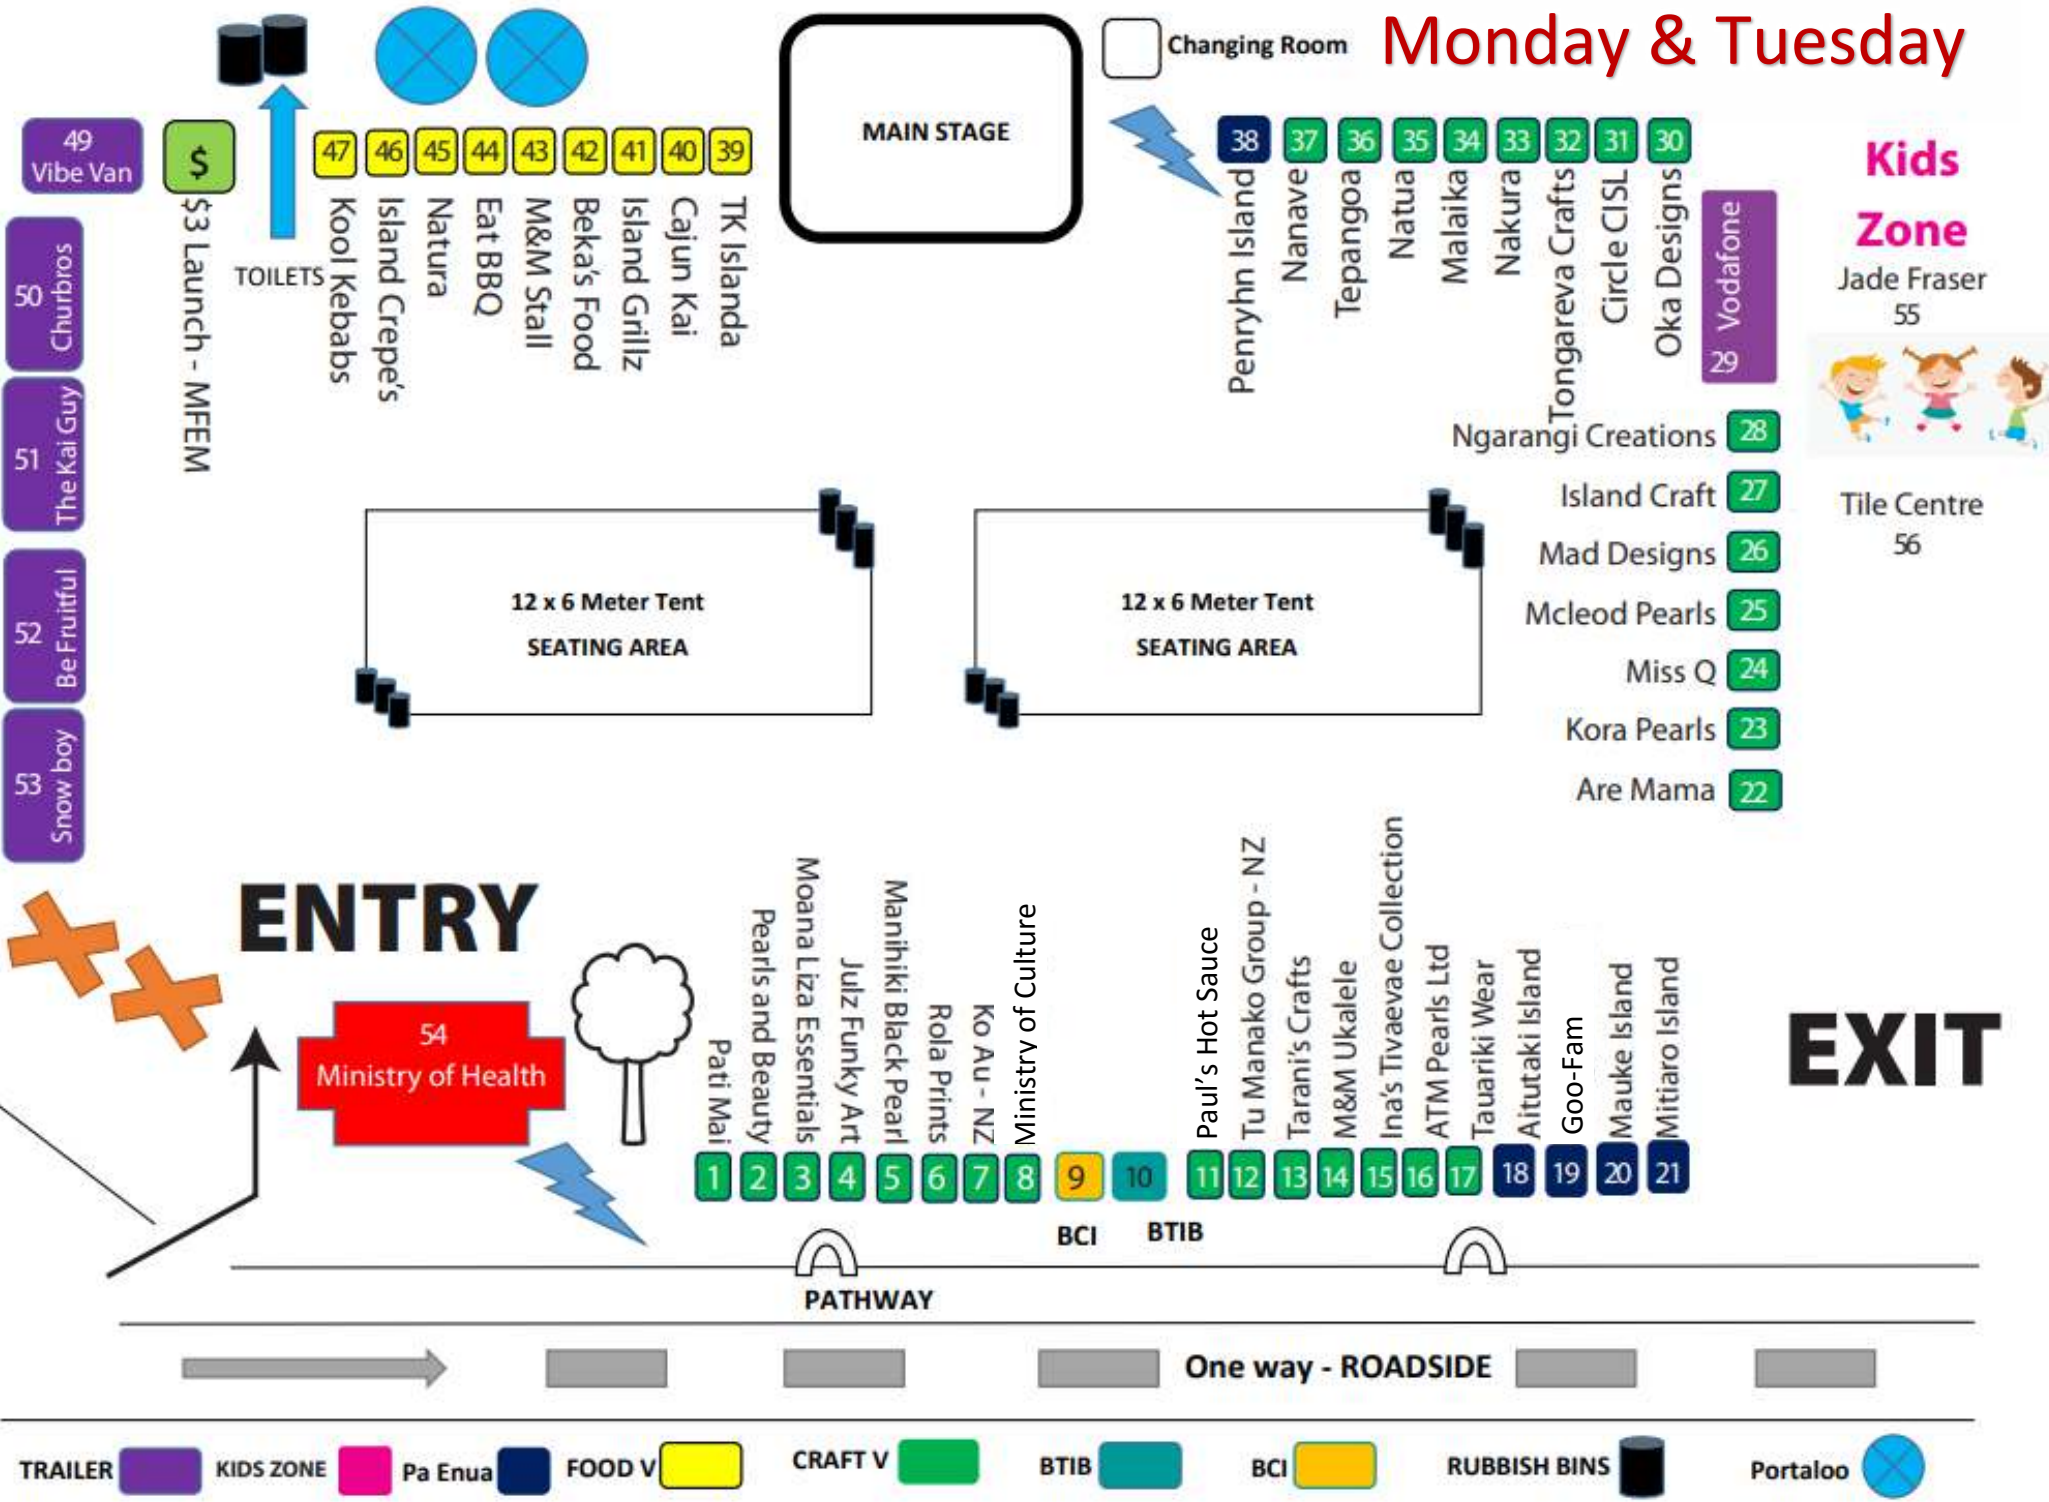 Monday & Tuesday
Changing Room
MAIN STAGE
49
Vibe Van
$
$3 Launch - MFEM
TOILETS
47
Kool Kebabs
46
Island Crepe's
45
Natura
44
Eat BBQ
43
M&M Stall
42
Beka's Food
41
Island Grillz
40
Cajun Kai
39
TK Islanda
38
Penryhn Island
37
Nanave
36
Tepangoa
35
Natua
34
Malaika
33
Nakura
32
Tongareva Crafts
31
Circle CISL
30
Oka Designs
29 Vodafone
Kids
Zone
Jade Fraser
55
Tile Centre
56
50
Churbros
51
The Kai Guy
52
Be Fruitful
53
Snow boy
12 x 6 Meter Tent
SEATING AREA
12 x 6 Meter Tent
SEATING AREA
Ngarangi Creations 28
Island Craft 27
Mad Designs 26
Mcleod Pearls 25
Miss Q 24
Kora Pearls 23
Are Mama 22
ENTRY
54
Ministry of Health
Pati Mai
1
Pearls and Beauty
2
Moana Liza Essentials
3
Julz Funky Art
4
Manihiki Black Pearl
5
Rola Prints
6
Ko Au - NZ
7
Ministry of Culture
8
9
BCI
10
BTIB
Paul's Hot Sauce
11
Tu Manako Group - NZ
12
Tarani's Crafts
13
M&M Ukalele
14
Ina's Tivaevae Collection
15
ATM Pearls Ltd
16
Tauariki Wear
17
Aitutaki Island
18
Goo-Fam
19
Mauke Island
20
Mitiaro Island
21
EXIT
PATHWAY
One way - ROADSIDE
TRAILER
KIDS ZONE
Pa Enua
FOOD V
CRAFT V
BTIB
BCI
RUBBISH BINS
Portaloo